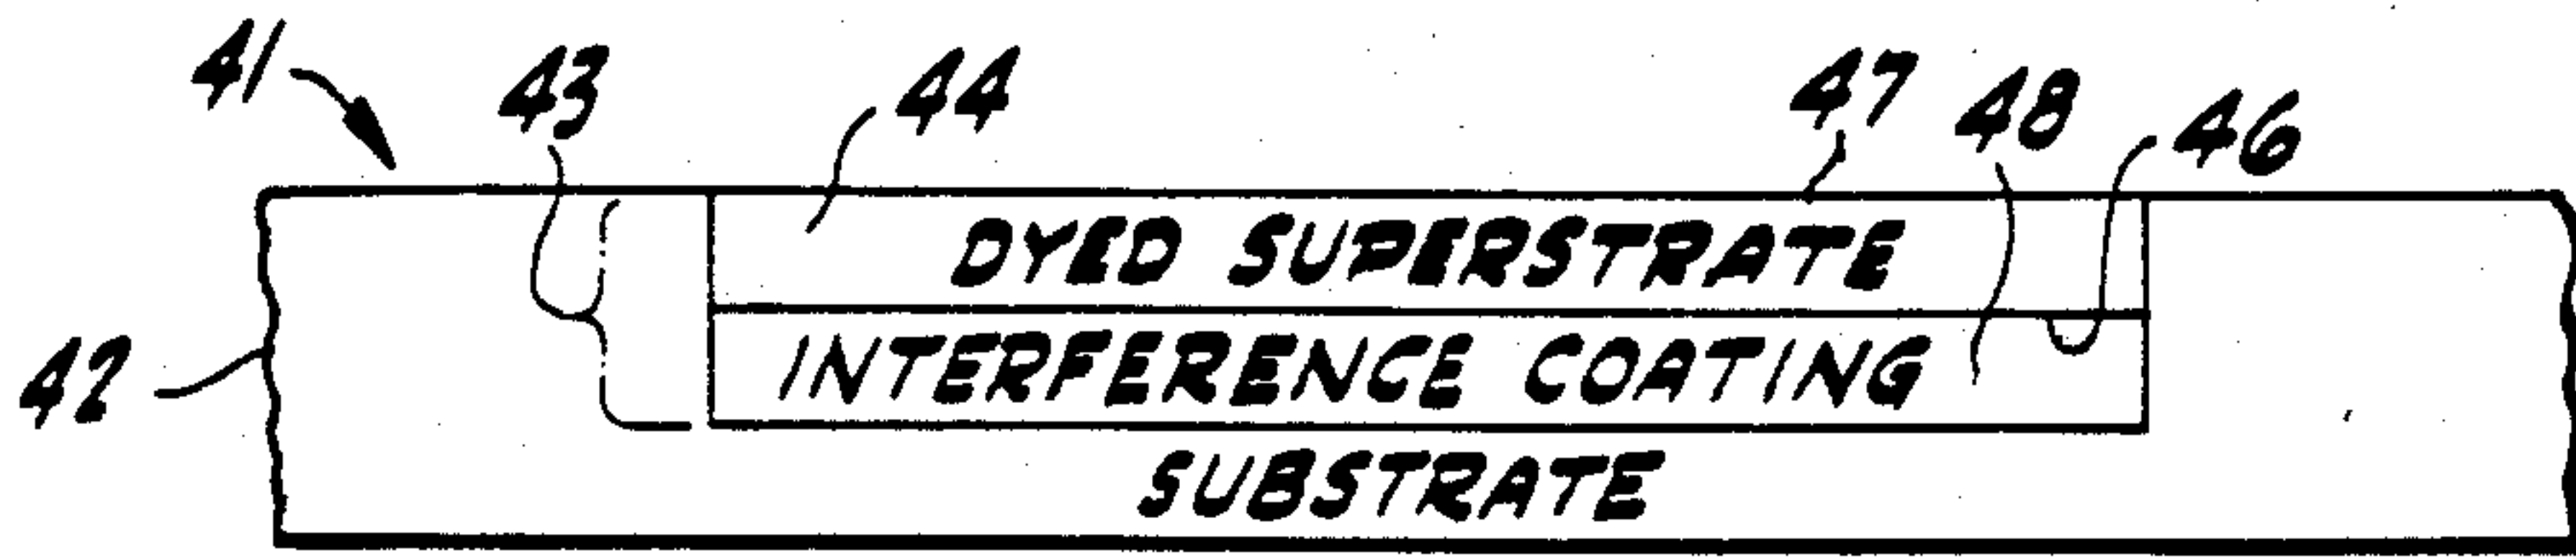 41 43 44 47 48 46
DYED SUPERSTRATE
42 INTERFERENCE COATING
SUBSTRATE